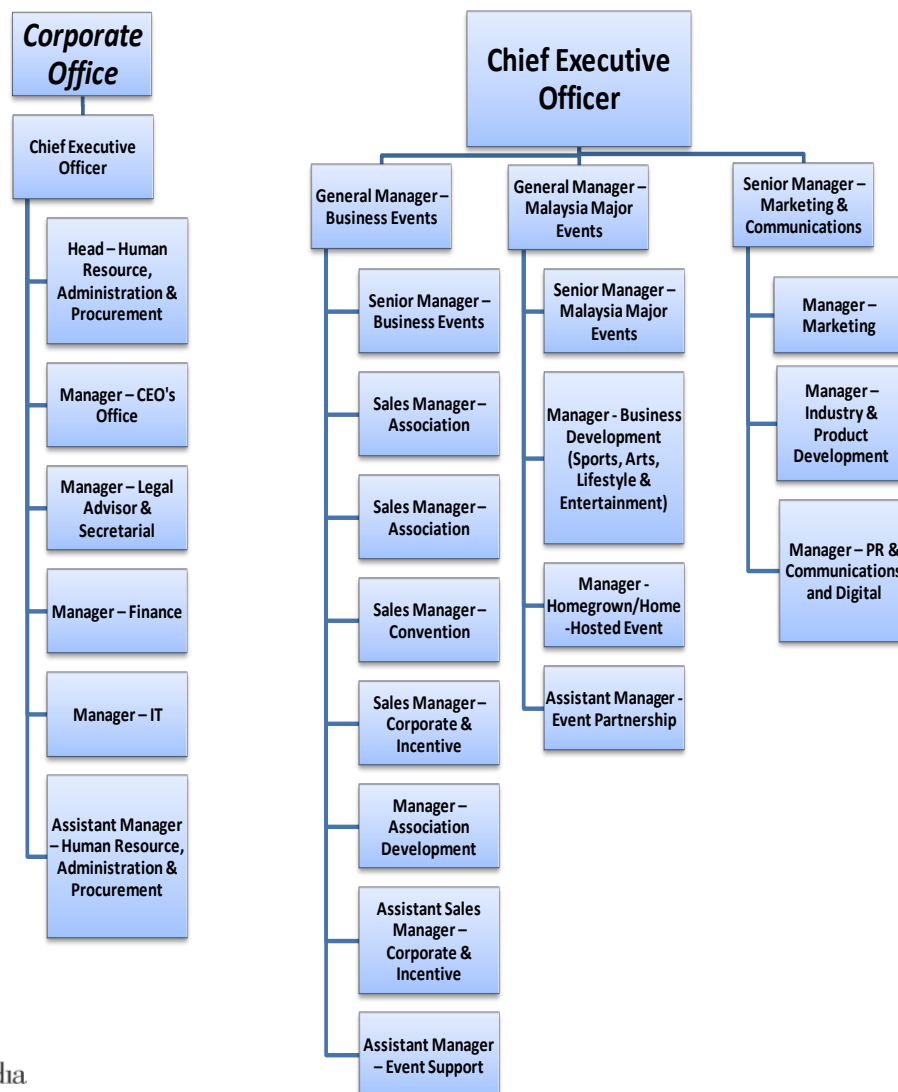 Corporate
Office
Chief Executive
Officer
Head – Human
Resource,
Administration &
Procurement
Manager – CEO's
Office
Manager – Legal
Advisor &
Secretarial
Manager – Finance
Manager – IT
Assistant Manager
– Human Resource,
Administration &
Procurement
Chief Executive
Officer
General Manager –
Business Events
Senior Manager –
Business Events
Sales Manager –
Association
Sales Manager –
Association
Sales Manager –
Convention
Sales Manager –
Corporate &
Incentive
Manager –
Association
Development
Assistant Sales
Manager –
Corporate &
Incentive
Assistant Manager
– Event Support
General Manager –
Malaysia Major
Events
Senior Manager –
Malaysia Major
Events
Manager - Business
Development
(Sports, Arts,
Lifestyle &
Entertainment)
Manager -
Homegrown/Home
-Hosted Event
Assistant Manager -
Event Partnership
Senior Manager –
Marketing &
Communications
Manager –
Marketing
Manager –
Industry &
Product
Development
Manager – PR &
Communications
and Digital